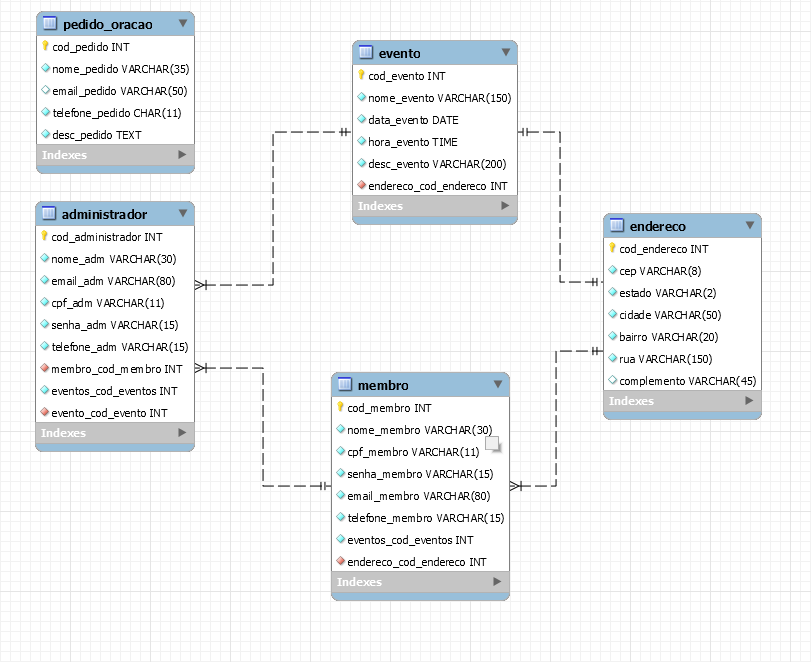 pedido_oracao
cod_pedido INT
nome_pedido VARCHAR(35)
email_pedido VARCHAR(50)
telefone_pedido CHAR(11)
desc_pedido TEXT
Indexes
evento
cod_evento INT
nome_evento VARCHAR(150)
data_evento DATE
hora_evento TIME
desc_evento VARCHAR(200)
endereco_cod_endereco INT
Indexes
administrador
cod_administrador INT
nome_adm VARCHAR(30)
email_adm VARCHAR(80)
cpf_adm VARCHAR(11)
senha_adm VARCHAR(15)
telefone_adm VARCHAR(15)
membro_cod_membro INT
eventos_cod_eventos INT
evento_cod_evento INT
Indexes
endereco
cod_endereco INT
cep VARCHAR(8)
estado VARCHAR(2)
cidade VARCHAR(50)
bairro VARCHAR(20)
rua VARCHAR(150)
complemento VARCHAR(45)
Indexes
membro
cod_membro INT
nome_membro VARCHAR(30)
cpf_membro VARCHAR(11)
senha_membro VARCHAR(15)
email_membro VARCHAR(80)
telefone_membro VARCHAR(15)
eventos_cod_eventos INT
endereco_cod_endereco INT
Indexes